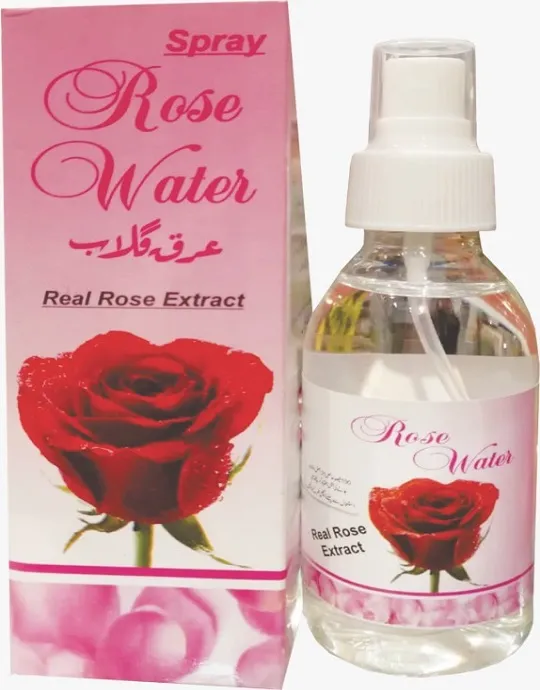 Spray
Rose
Water
عرق گلاب
Real Rose Extract
Rose
Water
Real Rose
Extract